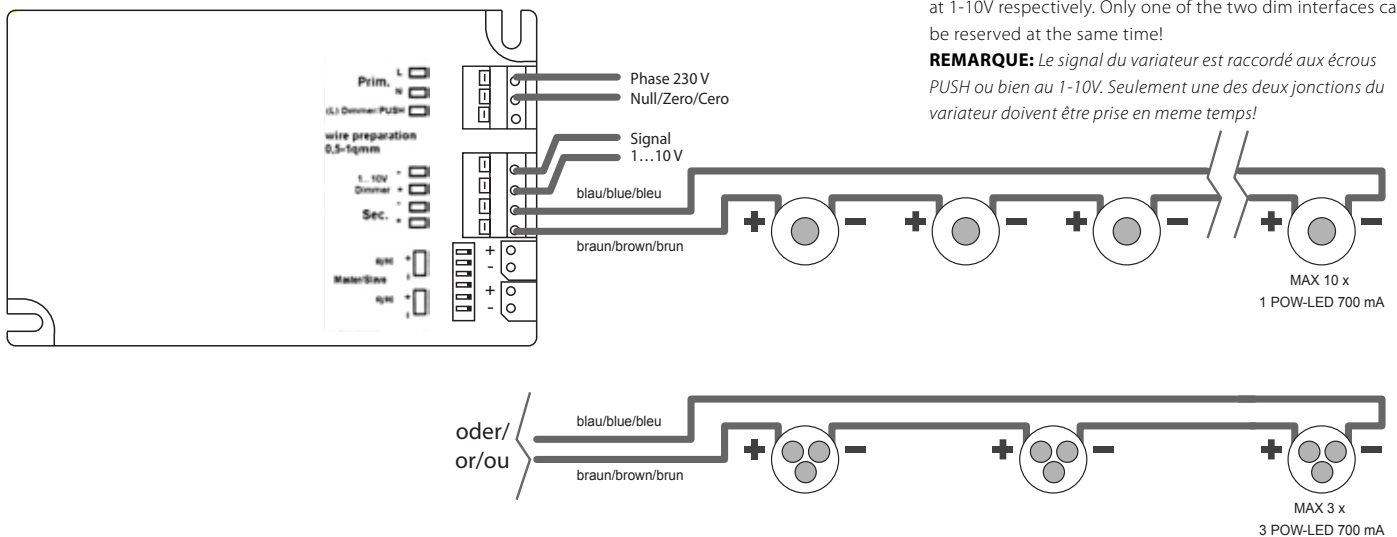 at 1-10V respectively. Only one of the two dim interfaces ca
be reserved at the same time!
REMARQUE: Le signal du variateur est raccordé aux écrous
PUSH ou bien au 1-10V. Seulement une des deux jonctions du
variateur doivent être prise en meme temps!
Prim.
L
N
(L) Dimmer/PUSH
wire preparation
0,5-1qmm
1...10V -
Dimmer +
Sec. -
+
Master/Slave
+
-
+
-
Phase 230 V
Null/Zero/Cero
Signal
1…10 V
blau/blue/bleu
braun/brown/brun
+ − + − + − + −
MAX 10 x
1 POW-LED 700 mA
oder/
or/ou
blau/blue/bleu
braun/brown/brun
+ − + − + −
MAX 3 x
3 POW-LED 700 mA